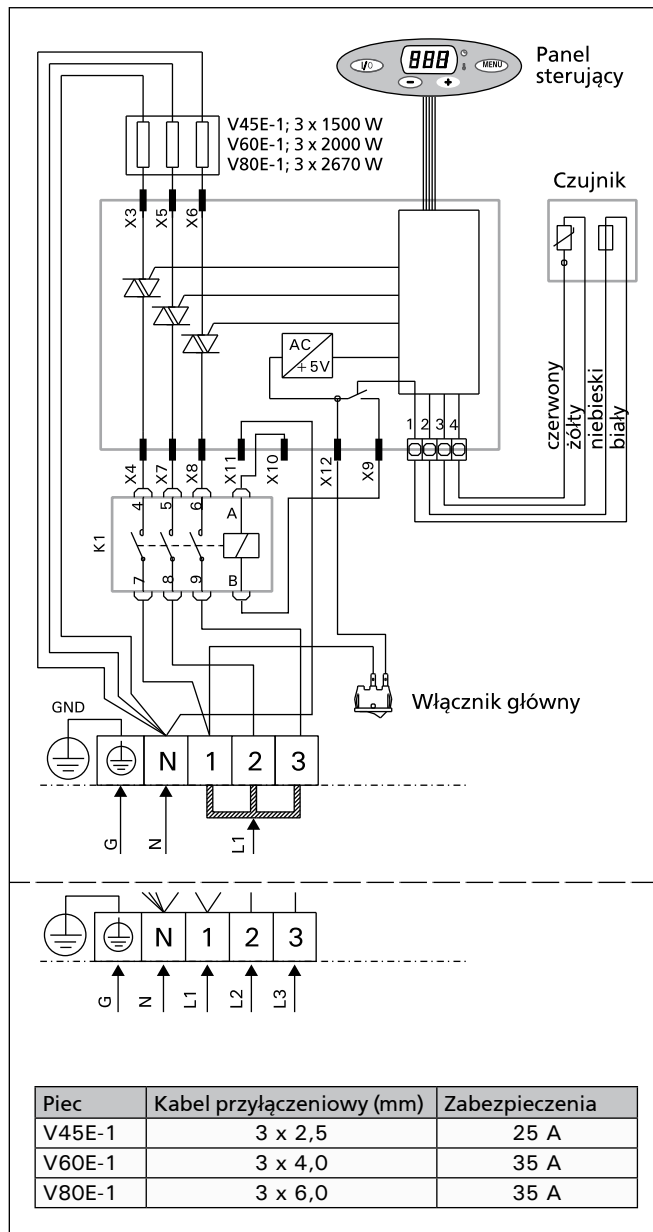 I/O 888 MENU
− +
Panel
sterujący
V45E-1; 3 x 1500 W
V60E-1; 3 x 2000 W
V80E-1; 3 x 2670 W
Czujnik
X3 X5 X6
AC
+5V
czerwony
żółty
niebieski
biały
1 2 3 4
X4 X7 X8 X11 X10 X12 X9
K1
4 5 6 A
7 8 9 B
Włącznik główny
GND
N 1 2 3
G N L1
N 1 2 3
G N L1 L2 L3
Piec Kabel przyłączeniowy (mm) Zabezpieczenia
V45E-1 3 x 2,5 25 A
V60E-1 3 x 4,0 35 A
V80E-1 3 x 6,0 35 A